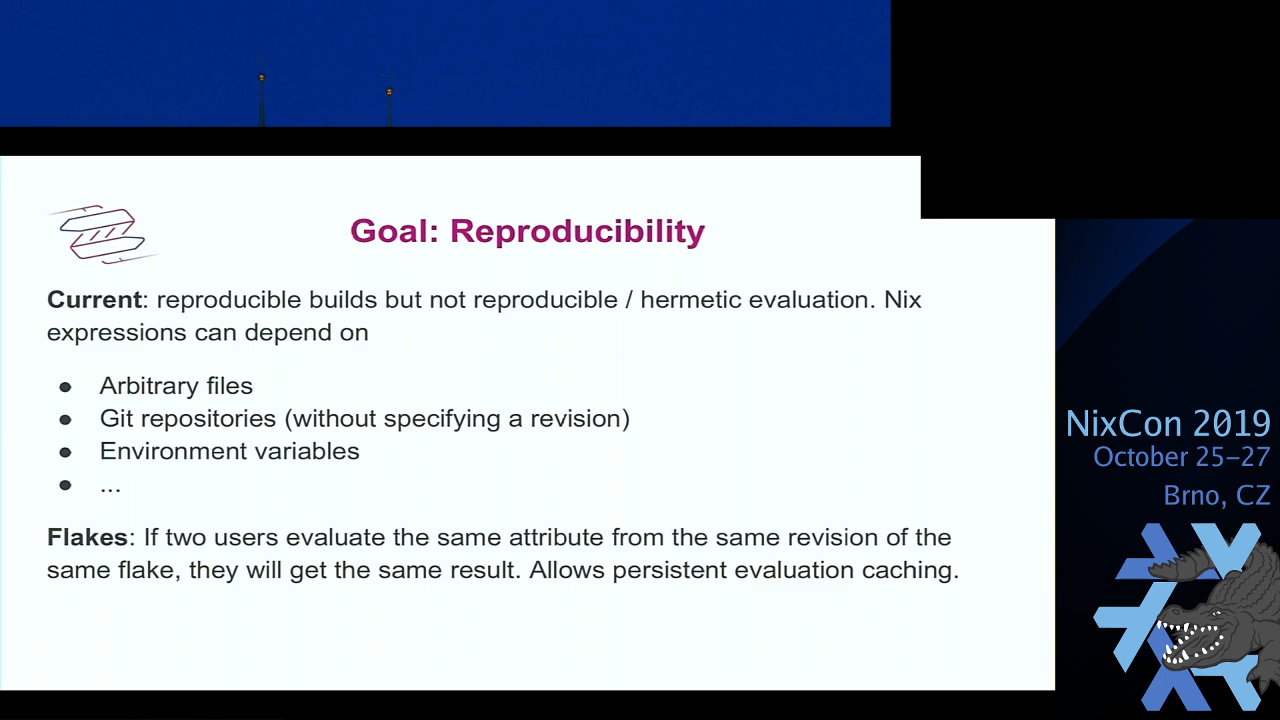 Goal: Reproducibility
Current: reproducible builds but not reproducible / hermetic evaluation. Nix
expressions can depend on
● Arbitrary files
● Git repositories (without specifying a revision)
● Environment variables
● ...
Flakes: If two users evaluate the same attribute from the same revision of the
same flake, they will get the same result. Allows persistent evaluation caching.
NixCon 2019
October 25–27
Brno, CZ